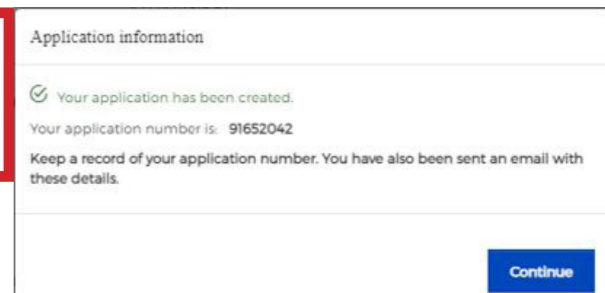 Application information
Your application has been created.
Your application number is: 91652042
Keep a record of your application number. You have also been sent an email with
these details.
Continue